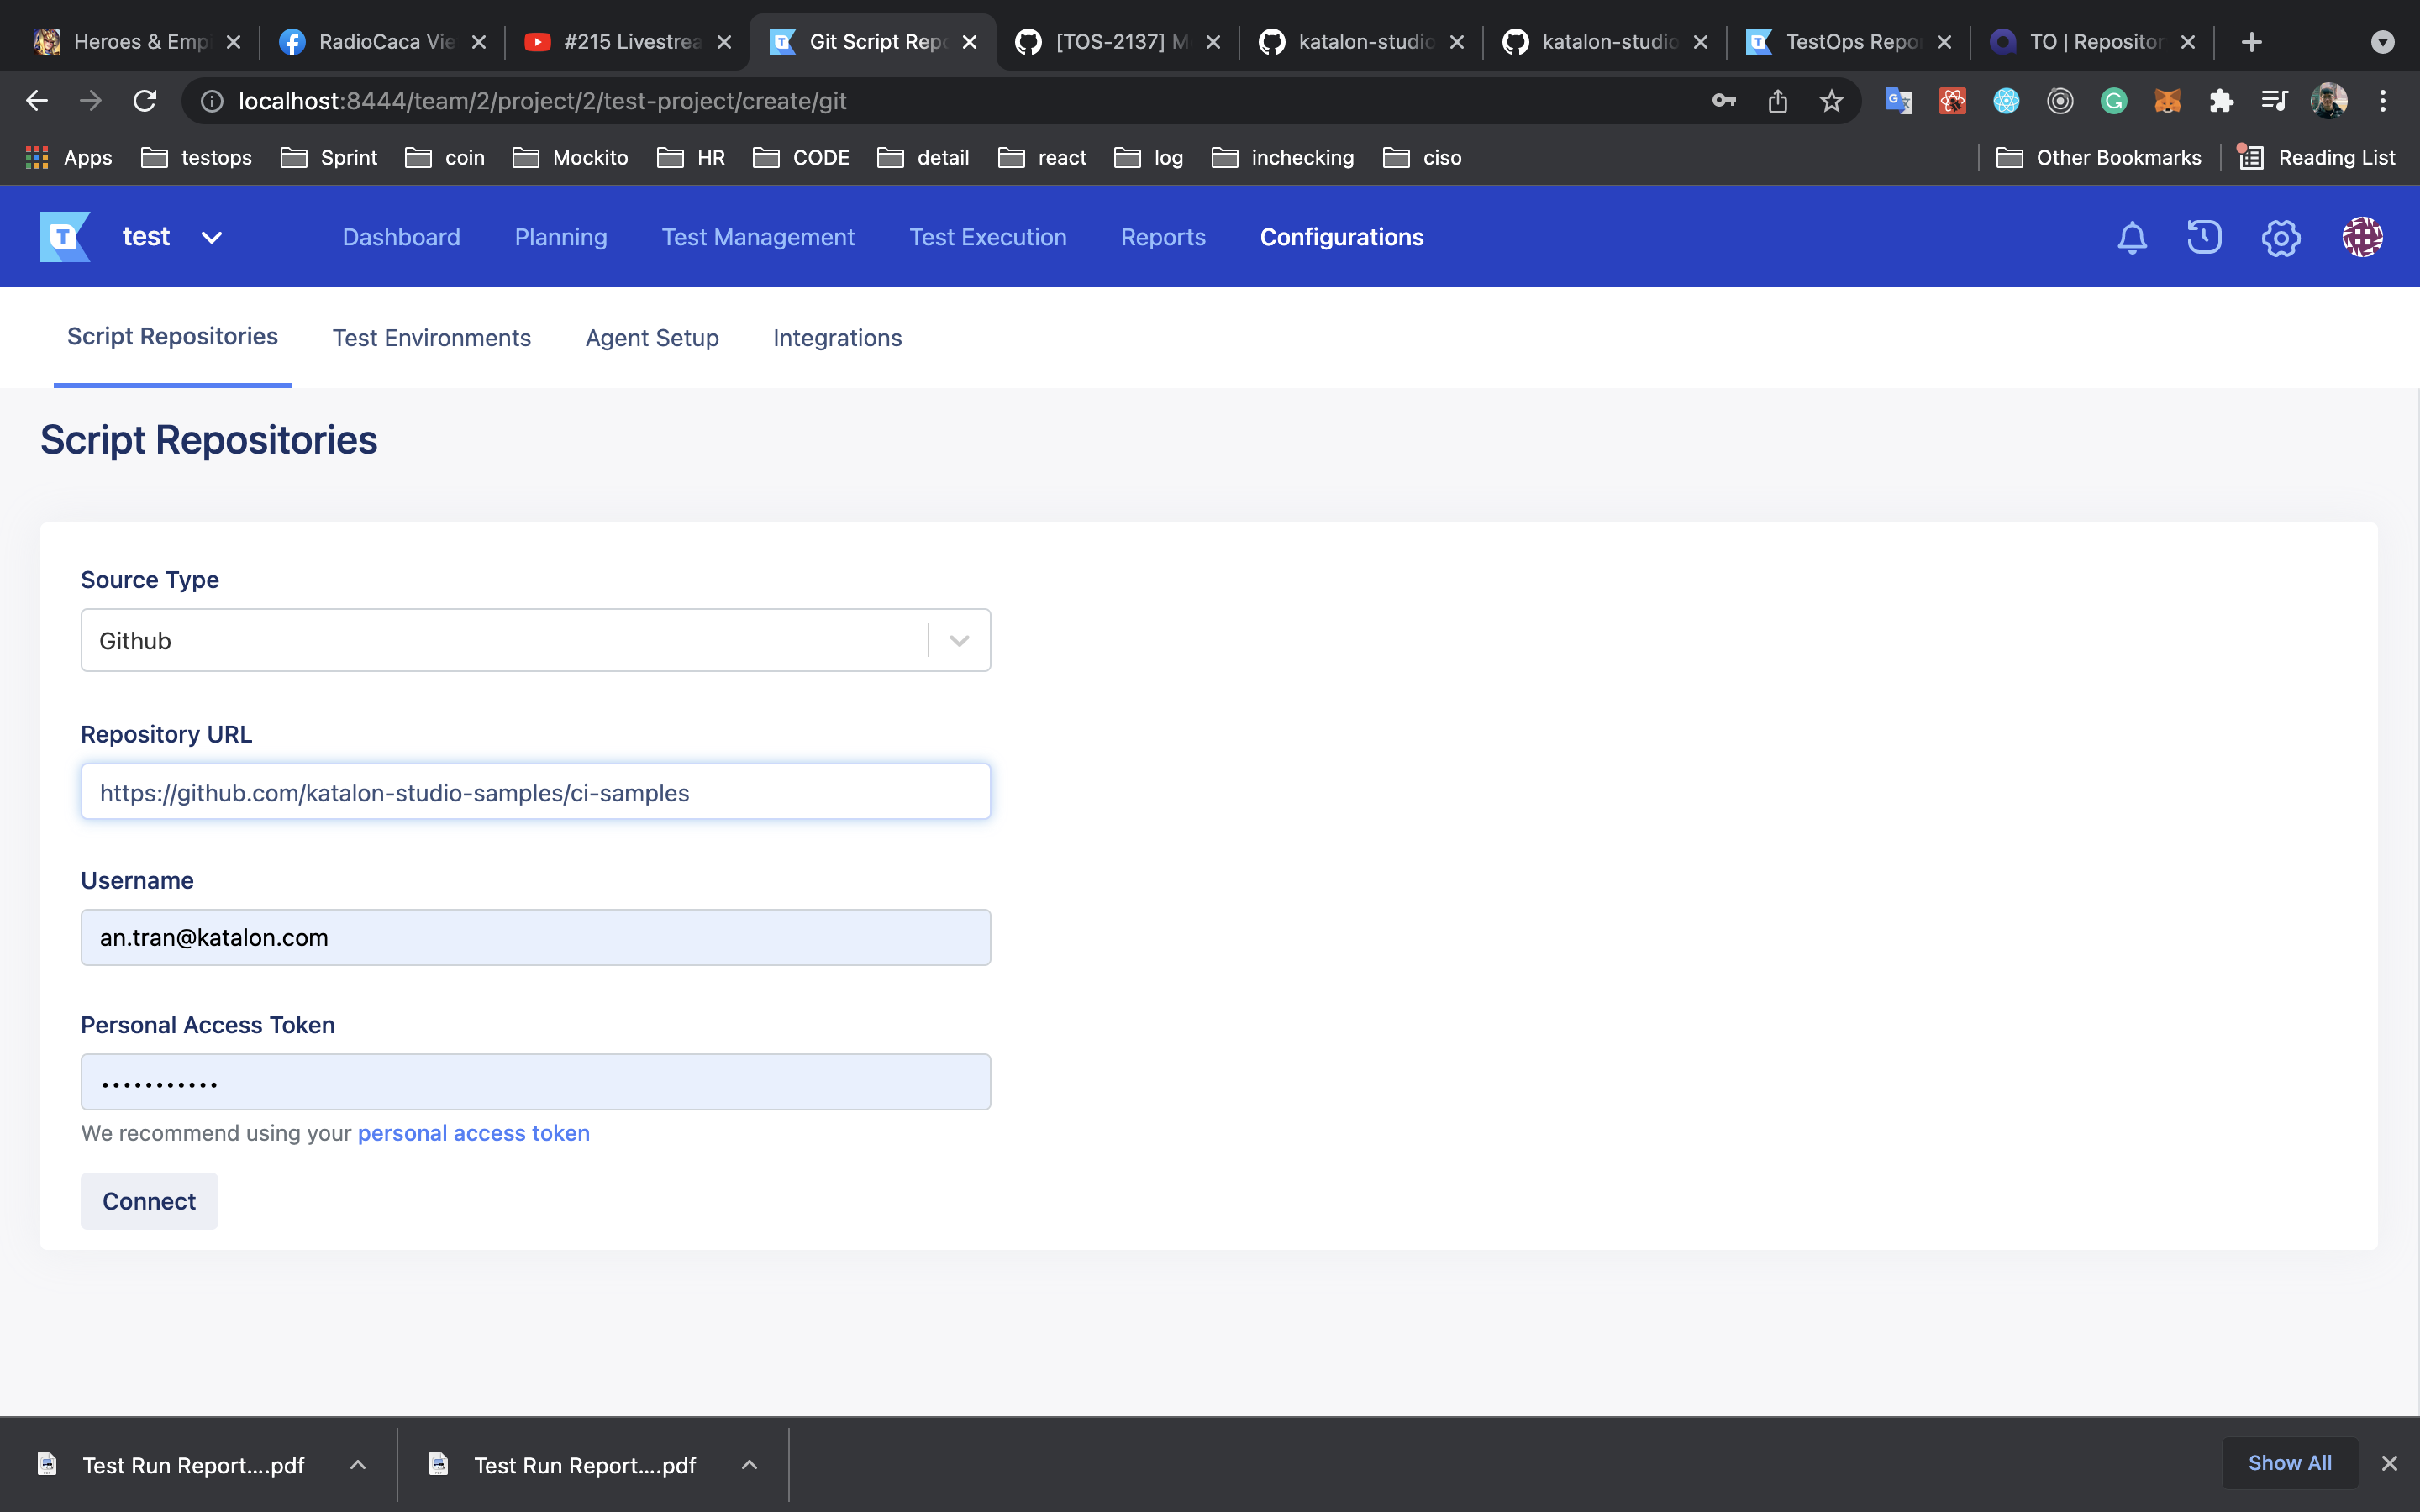 Heroes & Emp
RadioCaca Vie
#215 Livestrea
Git Script Repo
[TOS-2137] M
katalon-studio
katalon-studio
TestOps Repo
TO | Repositor
localhost:8444/team/2/project/2/test-project/create/git
Apps
testops
Sprint
coin
Mockito
HR
CODE
detail
react
log
inchecking
ciso
Other Bookmarks
Reading List
T
test
Dashboard
Planning
Test Management
Test Execution
Reports
Configurations
Script Repositories
Test Environments
Agent Setup
Integrations
Script Repositories
Source Type
Github
Repository URL
https://github.com/katalon-studio-samples/ci-samples
Username
an.tran@katalon.com
Personal Access Token
•••••••••••
We recommend using your personal access token
Connect
Test Run Report....pdf
Test Run Report....pdf
Show All